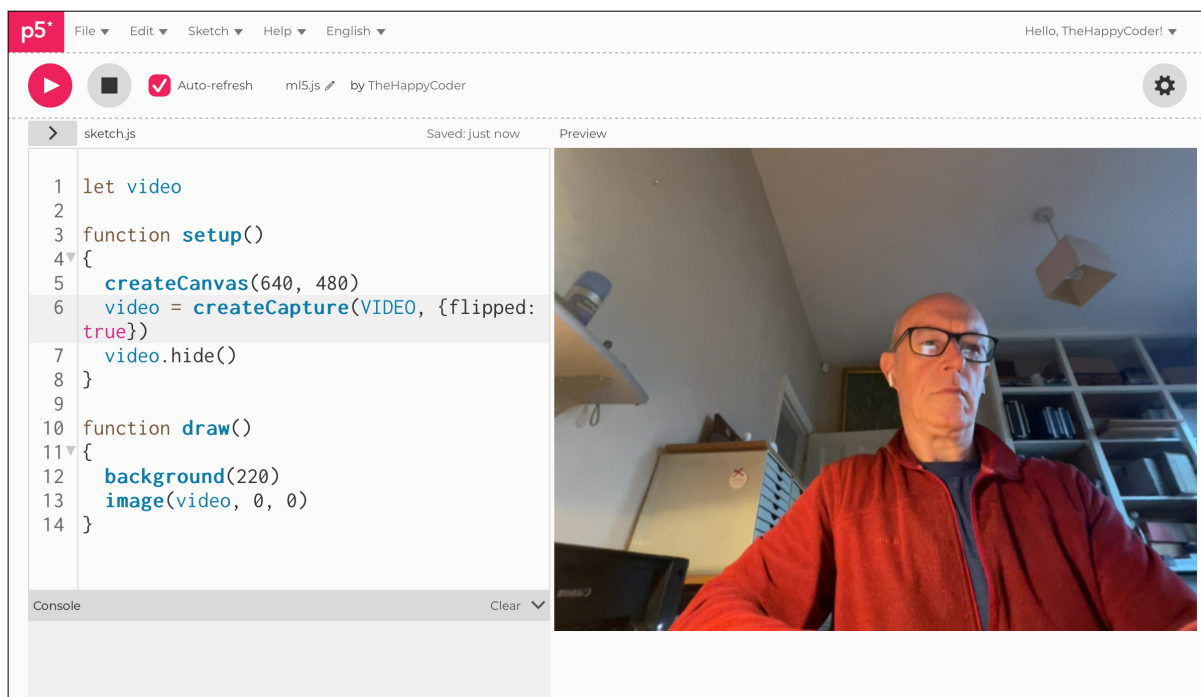 p5* File Edit Sketch Help English Hello, TheHappyCoder!
Auto-refresh ml5.js by TheHappyCoder
sketch.js Saved: just now Preview
1 let video
2
3 function setup()
4 {
5 createCanvas(640, 480)
6 video = createCapture(VIDEO, {flipped:
true})
7 video.hide()
8 }
9
10 function draw()
11 {
12 background(220)
13 image(video, 0, 0)
14 }
Console Clear